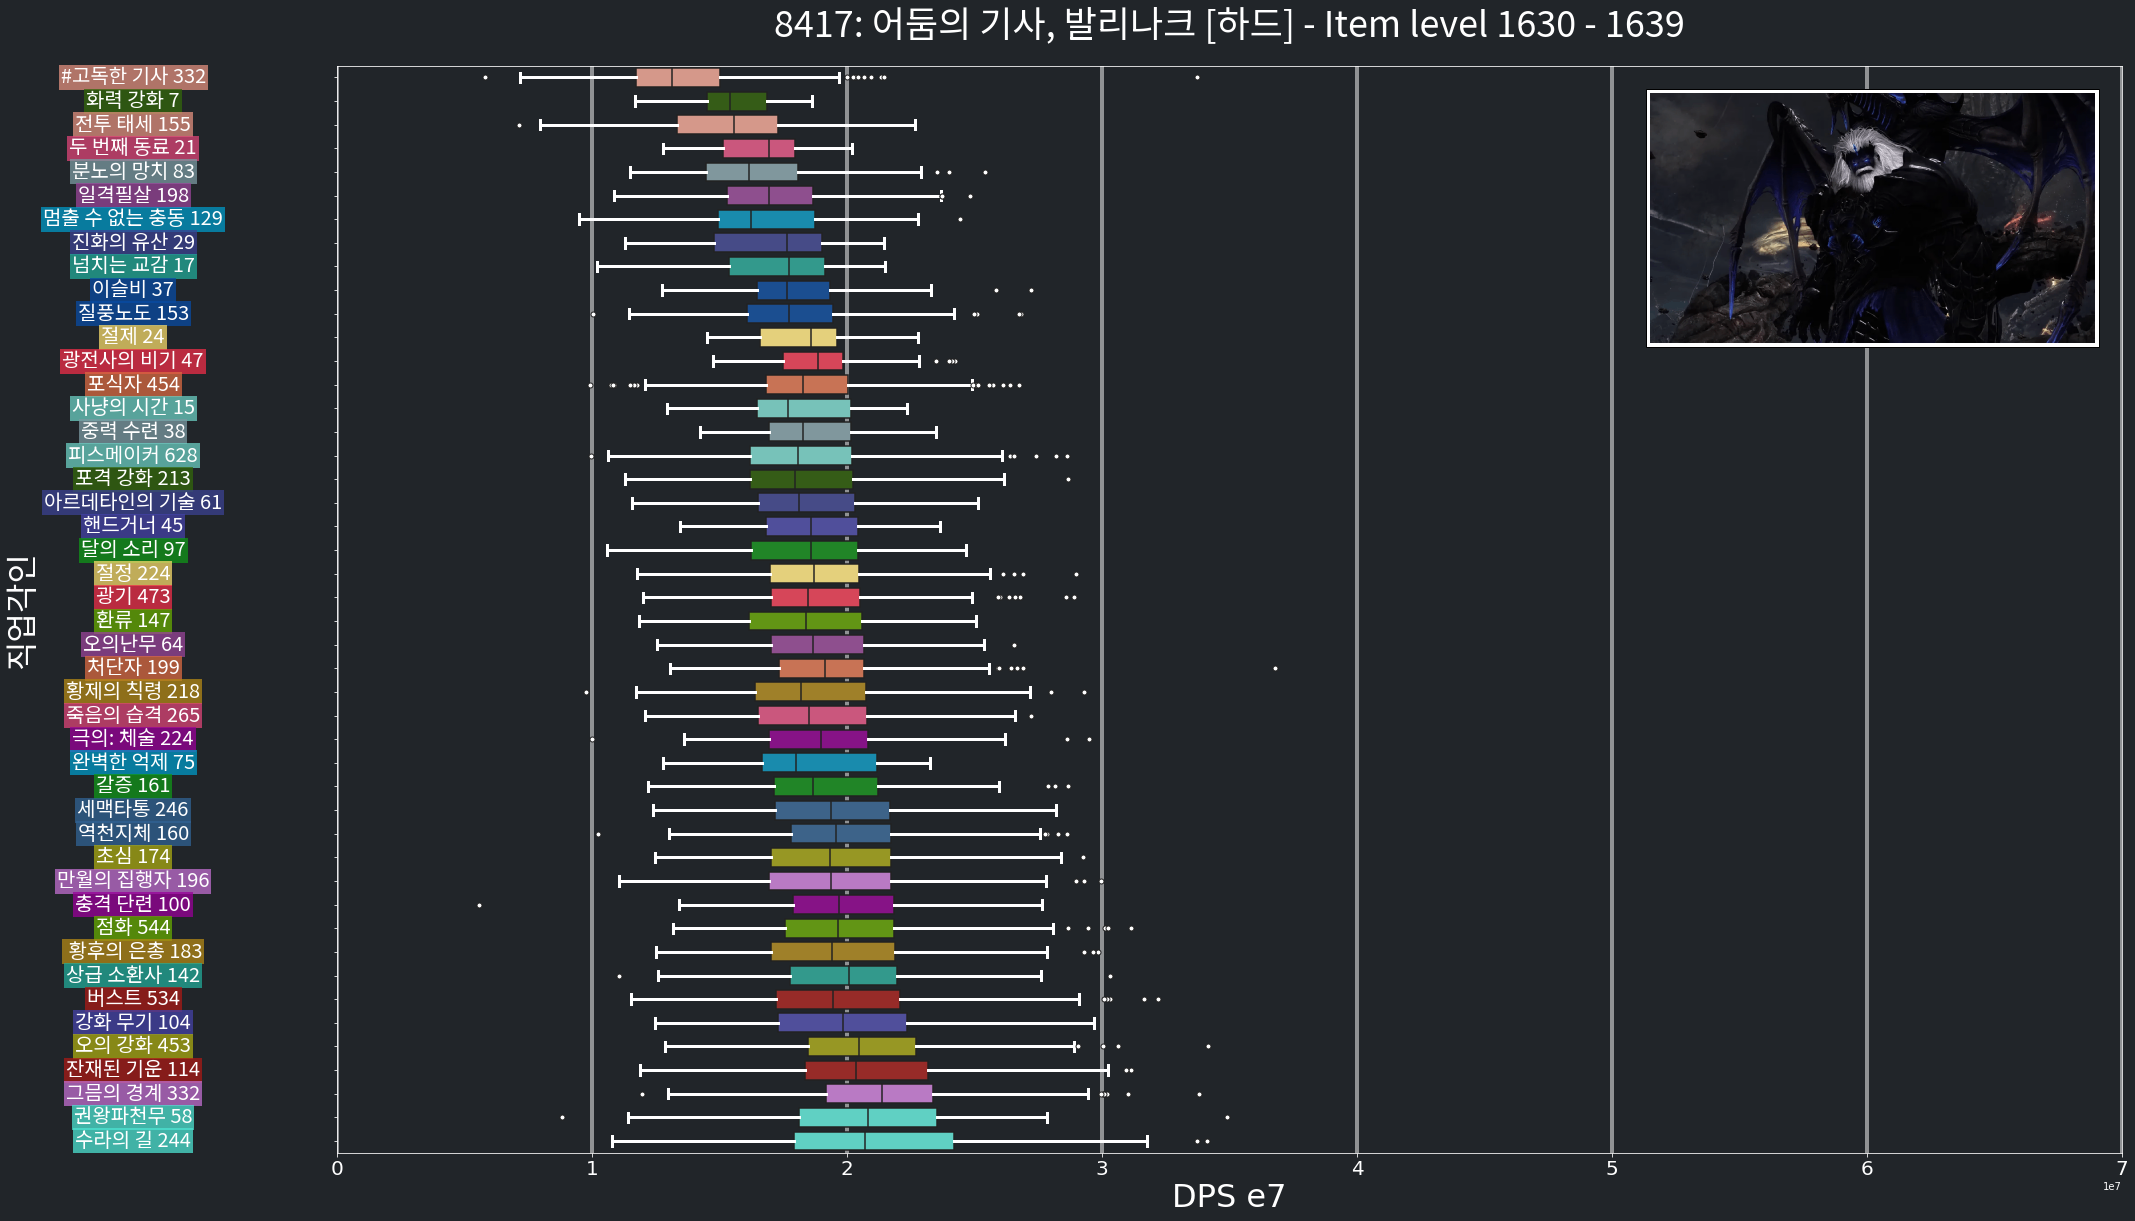 8417: 어둠의 기사, 발리나크 [하드] - Item level 1630 - 1639
#고독한 기사 332
화력 강화 7
전투 태세 155
두 번째 동료 21
분노의 망치 83
일격필살 198
멈출 수 없는 충동 129
진화의 유산 29
넘치는 교감 17
이슬비 37
질풍노도 153
절제 24
광전사의 비기 47
포식자 454
사냥의 시간 15
중력 수련 38
피스메이커 628
포격 강화 213
아르데타인의 기술 61
핸드거너 45
달의 소리 97
절정 224
광기 473
환류 147
오의난무 64
처단자 199
황제의 칙령 218
죽음의 습격 265
극의: 체술 224
완벽한 억제 75
갈증 161
세맥타통 246
역천지체 160
초심 174
만월의 집행자 196
충격 단련 100
점화 544
황후의 은총 183
상급 소환사 142
버스트 534
강화 무기 104
오의 강화 453
잔재된 기운 114
그믐의 경계 332
권왕파천무 58
수라의 길 244
직업각인
0 1 2 3 4 5 6 7
1e7
DPS e7